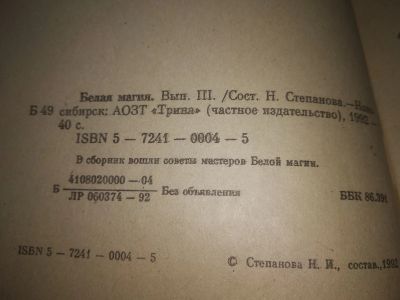 Белая магия. Вып. III. /Сост. Н. Степанова.—Ново-
Б 49 сибирск: АОЗТ «Трина» (частное издательство), 1992.—
40 с.
ISBN 5 — 7241 — 0004 — 5
В сборник вошли советы мастеров Белой магии.
Б 4108020000 — 04
ЛР 060374 — 92 Без объявления
ББК 86.391
ISBN 5 — 7241 — 0004 — 5
© Степанова Н. И., состав.,1992